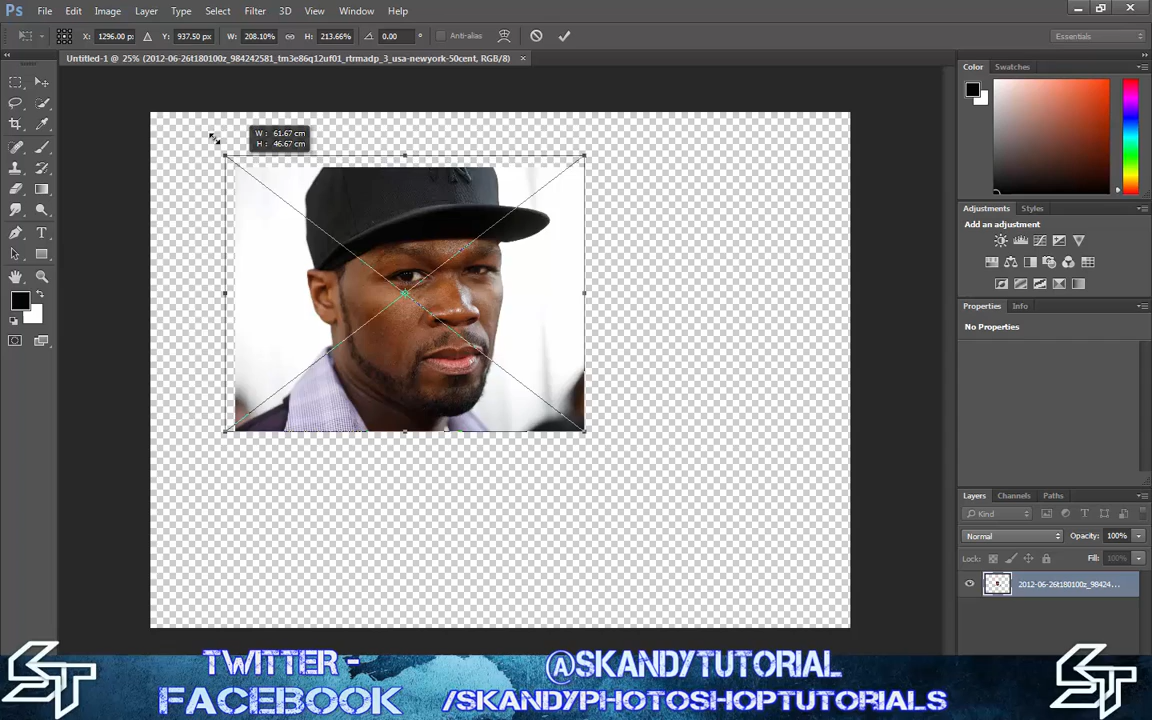 Ps File Edit Image Layer Type Select Filter 3D View Window Help
X: 1296.00 px Y: 937.50 px W: 208.10% H: 213.66% 0.00 ° Anti-alias Essentials
Untitled-1 @ 25% (2012-06-26t180100z_984242581_tm3e86q12uf01_rtrmadp_3_usa-newyork-50cent, RGB/8) ×
Color Swatches
W : 61.67 cm
H : 46.67 cm
Adjustments Styles
Add an adjustment
Properties Info
No Properties
Layers Channels Paths
Kind
Normal Opacity: 100%
Lock: Fill: 100%
2012-06-26t180100z_98424...
ST TWITTER - @SKANDYTUTORIAL ST
FACEBOOK /SKANDYPHOTOSHOPTUTORIALS